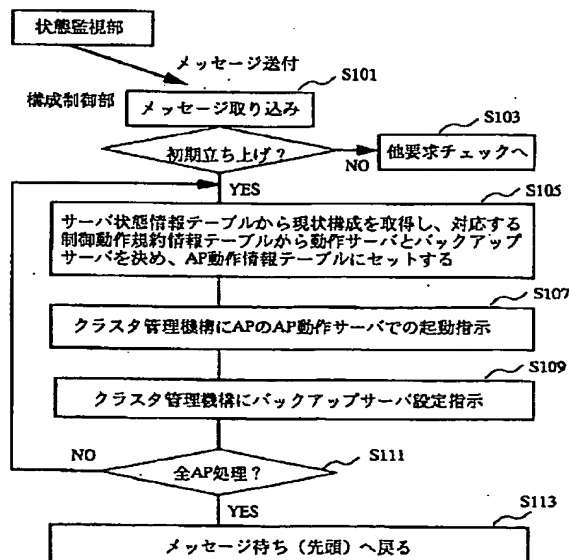 状態監視部
メッセージ送付
S101
構成制御部
メッセージ取り込み
S103
初期立ち上げ？
NO
他要求チェックへ
YES
S105
サーバ状態情報テーブルから現状構成を取得し、対応する
制御動作規約情報テーブルから動作サーバとバックアップ
サーバを決め、AP動作情報テーブルにセットする
S107
クラスタ管理機構にAPのAP動作サーバでの起動指示
S109
クラスタ管理機構にバックアップサーバ設定指示
NO
全AP処理？
S111
YES
S113
メッセージ待ち（先頭）へ戻る